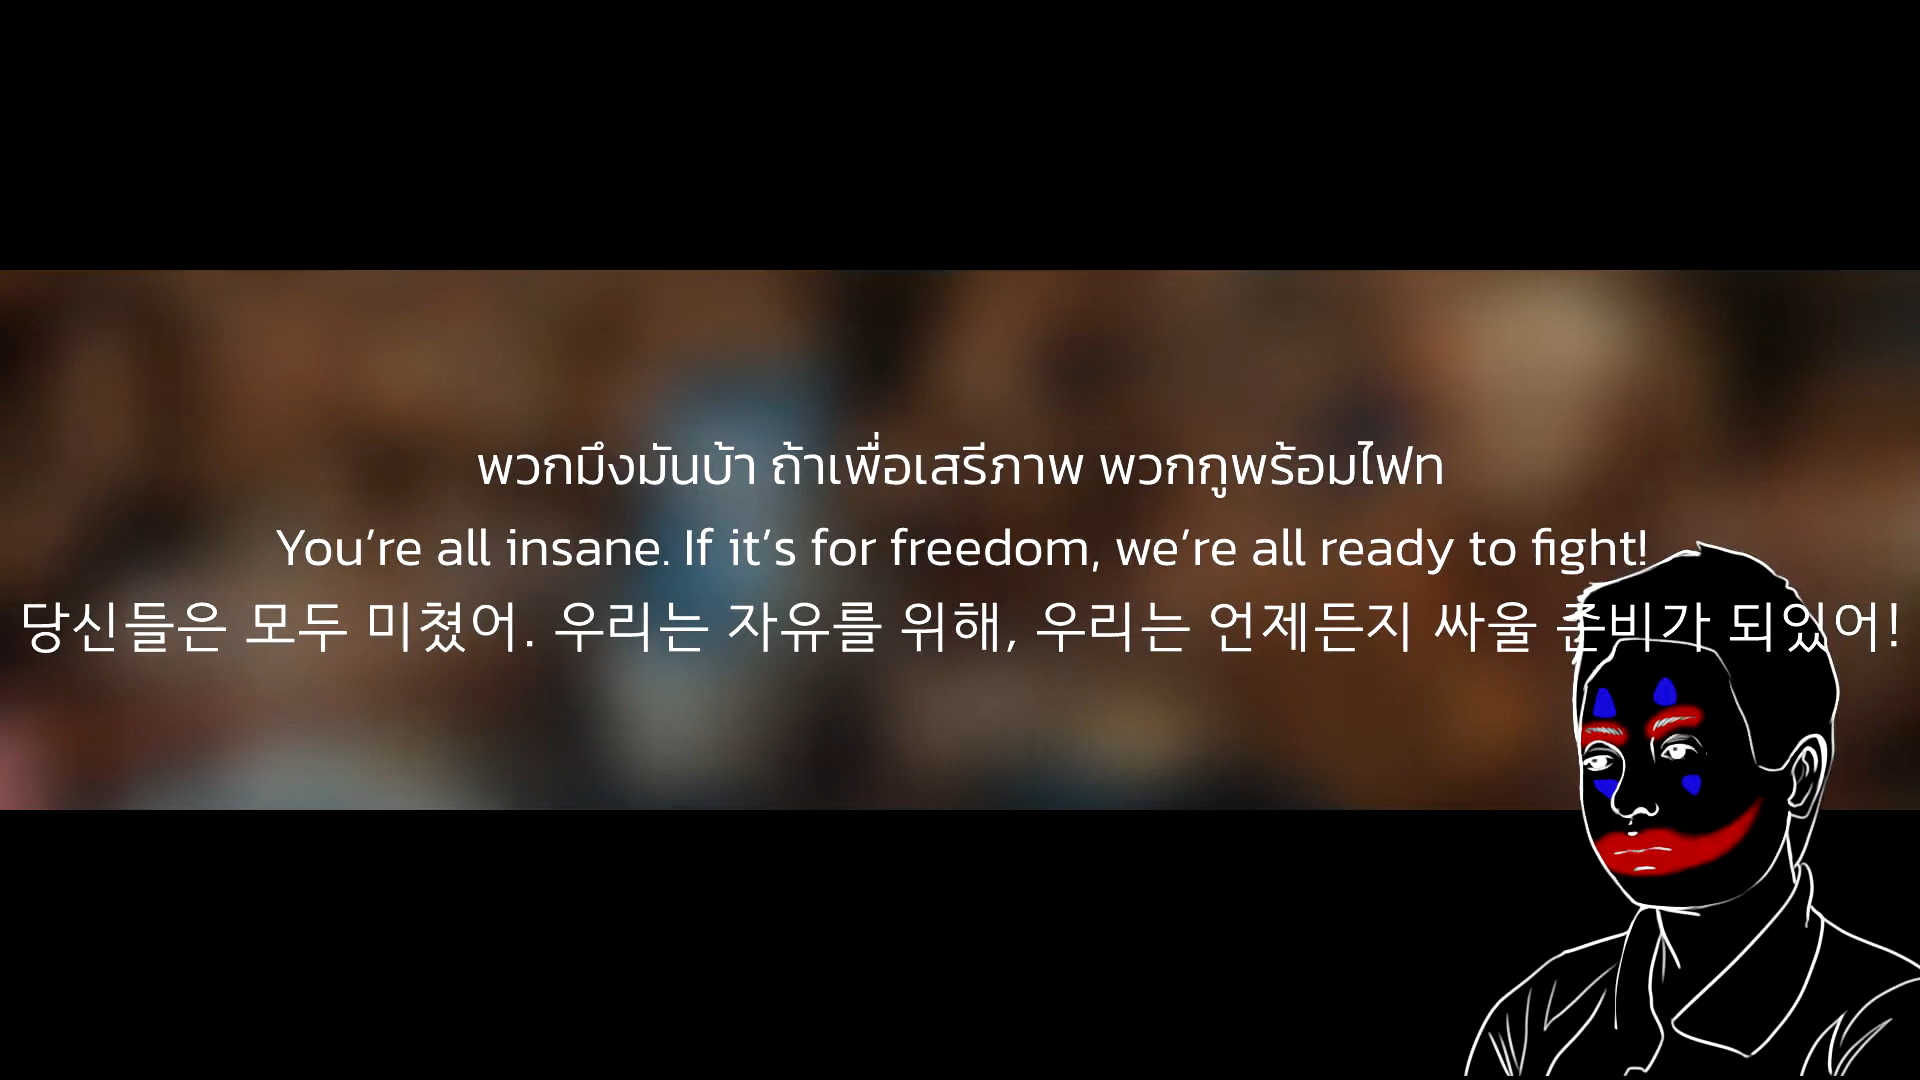 พวกมึงมันบ้า ถ้าเพื่อเสรีภาพ พวกกูพร้อมไฟท
You’re all insane. If it’s for freedom, we’re all ready to fight!
당신들은 모두 미쳤어. 우리는 자유를 위해, 우리는 언제든지 싸울 준비가 되있어!